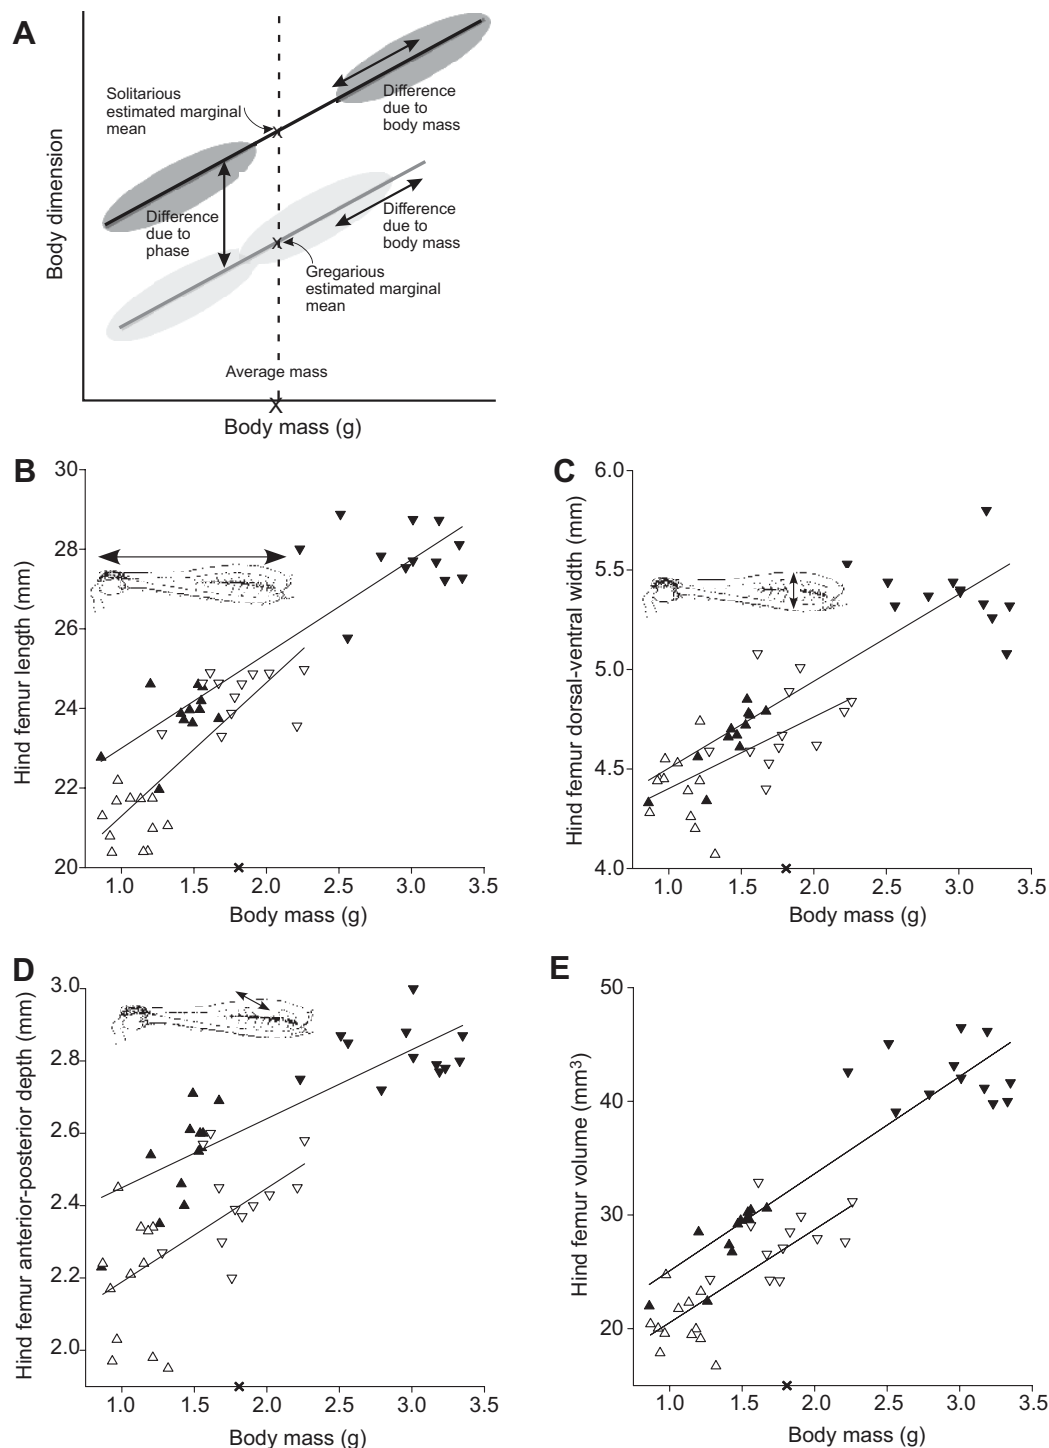 A
Solitarious
estimated marginal
mean
Difference
due to
body mass
Body dimension
Difference
due to
phase
Difference
due to
body mass
Gregarious
estimated marginal
mean
Average mass
X
Body mass (g)
B
Hind femur length (mm)
30
28
26
24
22
20
1.0 1.5 2.0 2.5 3.0 3.5
Body mass (g)
C
Hind femur dorsal-ventral width (mm)
6.0
5.5
5.0
4.5
4.0
1.0 1.5 2.0 2.5 3.0 3.5
Body mass (g)
D
Hind femur anterior-posterior depth (mm)
3.0
2.8
2.6
2.4
2.2
2.0
1.0 1.5 2.0 2.5 3.0 3.5
Body mass (g)
E
Hind femur volume (mm³)
50
40
30
20
1.0 1.5 2.0 2.5 3.0 3.5
Body mass (g)